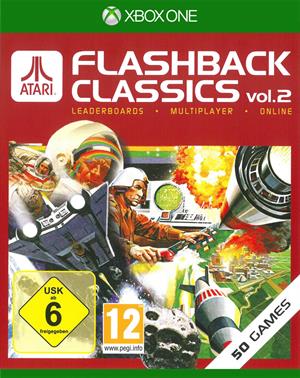 XBOX ONE
ATARI®
FLASHBACK
CLASSICS vol.2
LEADERBOARDS • MULTIPLAYER • ONLINE
USK
ab
6
freigegeben
12
www.pegi.info
50 GAMES